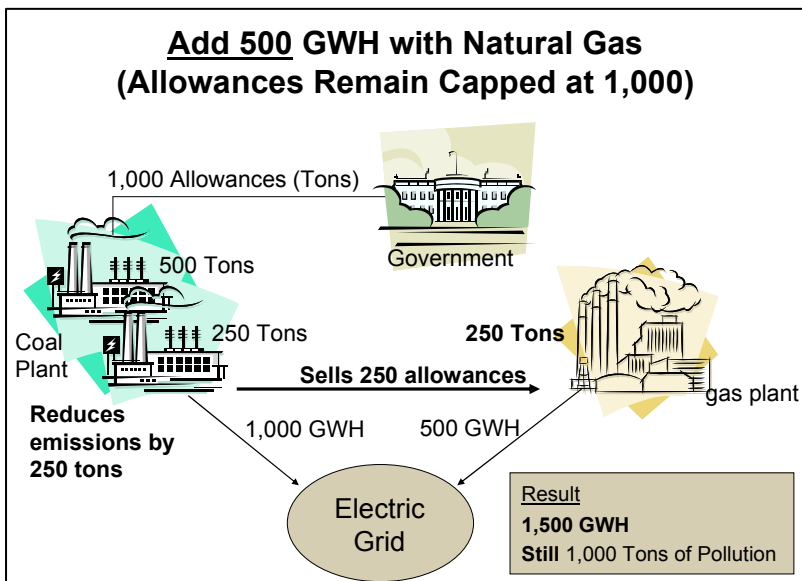 Add 500 GWH with Natural Gas
(Allowances Remain Capped at 1,000)
1,000 Allowances (Tons)
Government
500 Tons
250 Tons
Coal
Plant
250 Tons
Sells 250 allowances
gas plant
Reduces
emissions by
250 tons
1,000 GWH
500 GWH
Electric
Grid
Result
1,500 GWH
Still 1,000 Tons of Pollution